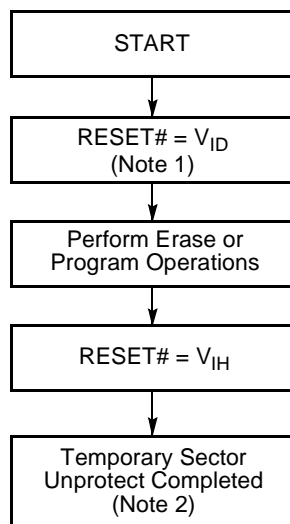 START
RESET# = VID
(Note 1)
Perform Erase or
Program Operations
RESET# = VIH
Temporary Sector
Unprotect Completed
(Note 2)